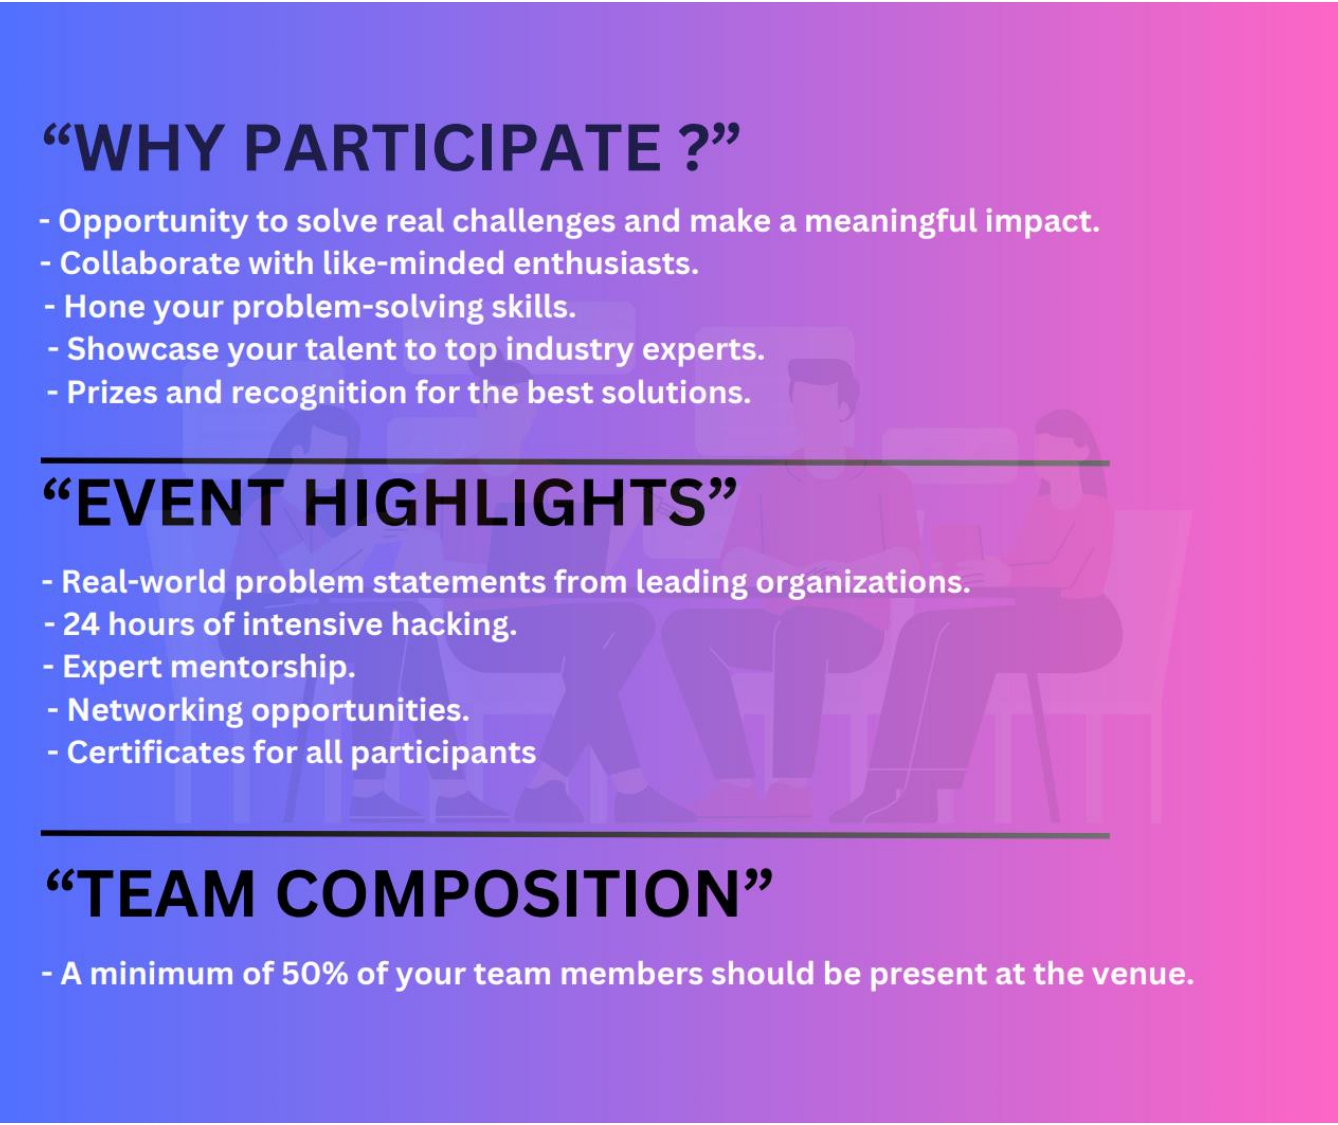 “WHY PARTICIPATE ?”
- Opportunity to solve real challenges and make a meaningful impact.
- Collaborate with like-minded enthusiasts.
- Hone your problem-solving skills.
- Showcase your talent to top industry experts.
- Prizes and recognition for the best solutions.
“EVENT HIGHLIGHTS”
- Real-world problem statements from leading organizations.
- 24 hours of intensive hacking.
- Expert mentorship.
- Networking opportunities.
- Certificates for all participants
“TEAM COMPOSITION”
- A minimum of 50% of your team members should be present at the venue.